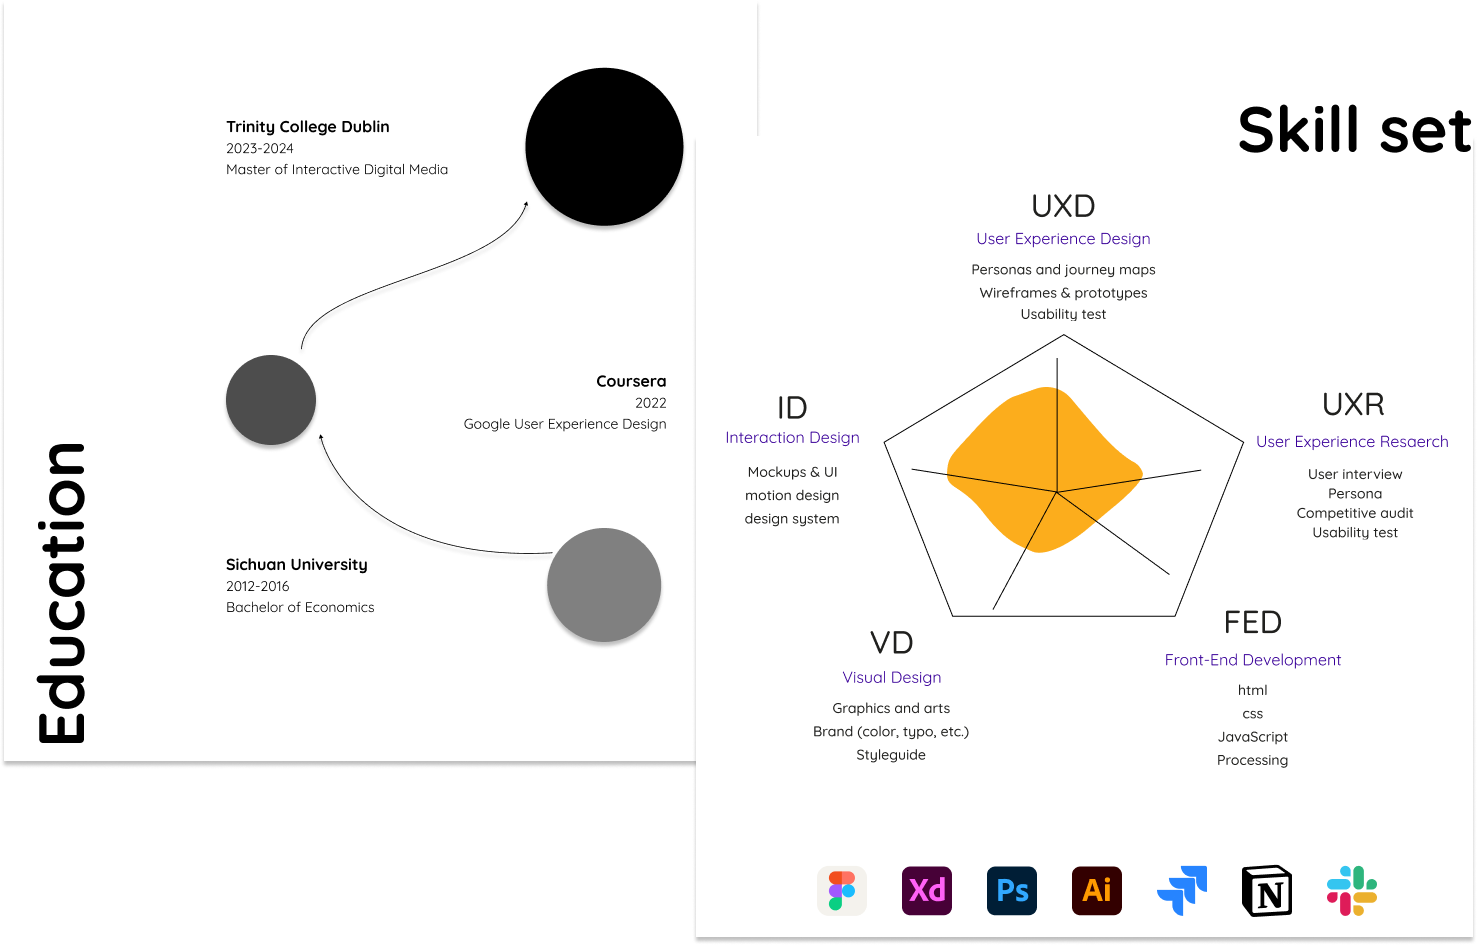 Education
Trinity College Dublin
2023-2024
Master of Interactive Digital Media
Coursera
2022
Google User Experience Design
Sichuan University
2012-2016
Bachelor of Economics
Skill set
UXD
User Experience Design
Personas and journey maps
Wireframes & prototypes
Usability test
ID
Interaction Design
Mockups & UI
motion design
design system
UXR
User Experience Resaerch
User interview
Persona
Competitive audit
Usability test
VD
Visual Design
Graphics and arts
Brand (color, typo, etc.)
Styleguide
FED
Front-End Development
html
css
JavaScript
Processing
Xd
Ps
Ai
N